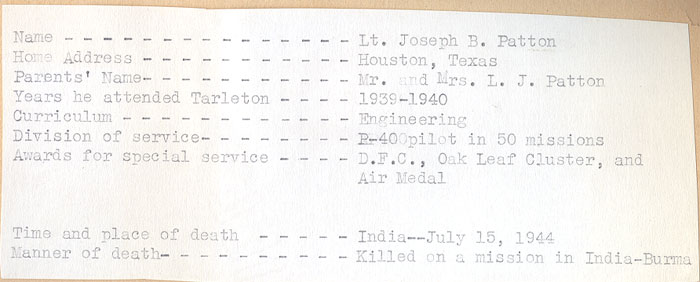 Name - - - - - - - - - - - - - - - Lt. Joseph B. Patton
Home Address - - - - - - - - - - - Houston, Texas
Parents' Name- - - - - - - - - - - Mr. and Mrs. L. J. Patton
Years he attended Tarleton - - - - 1939-1940
Curriculum - - - - - - - - - - - - Engineering
Division of service- - - - - - - - P-40 pilot in 50 missions
Awards for special service - - - - D.F.C., Oak Leaf Cluster, and
Air Medal
Time and place of death - - - - - India--July 15, 1944
Manner of death- - - - - - - - - - Killed on a mission in India-Burma